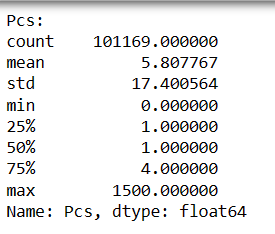 Pcs:
count    101169.000000
mean          5.807767
std          17.400564
min           0.000000
25%           1.000000
50%           1.000000
75%           4.000000
max        1500.000000
Name: Pcs, dtype: float64